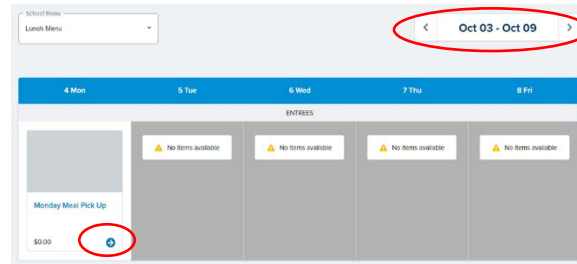 School Menu
Lunch Menu
Oct 03 - Oct 09
4 Mon 5 Tue 6 Wed 7 Thu 8 Fri
ENTREES
No items available No items available No items available No items available
Monday Meal Pick Up
$0.00